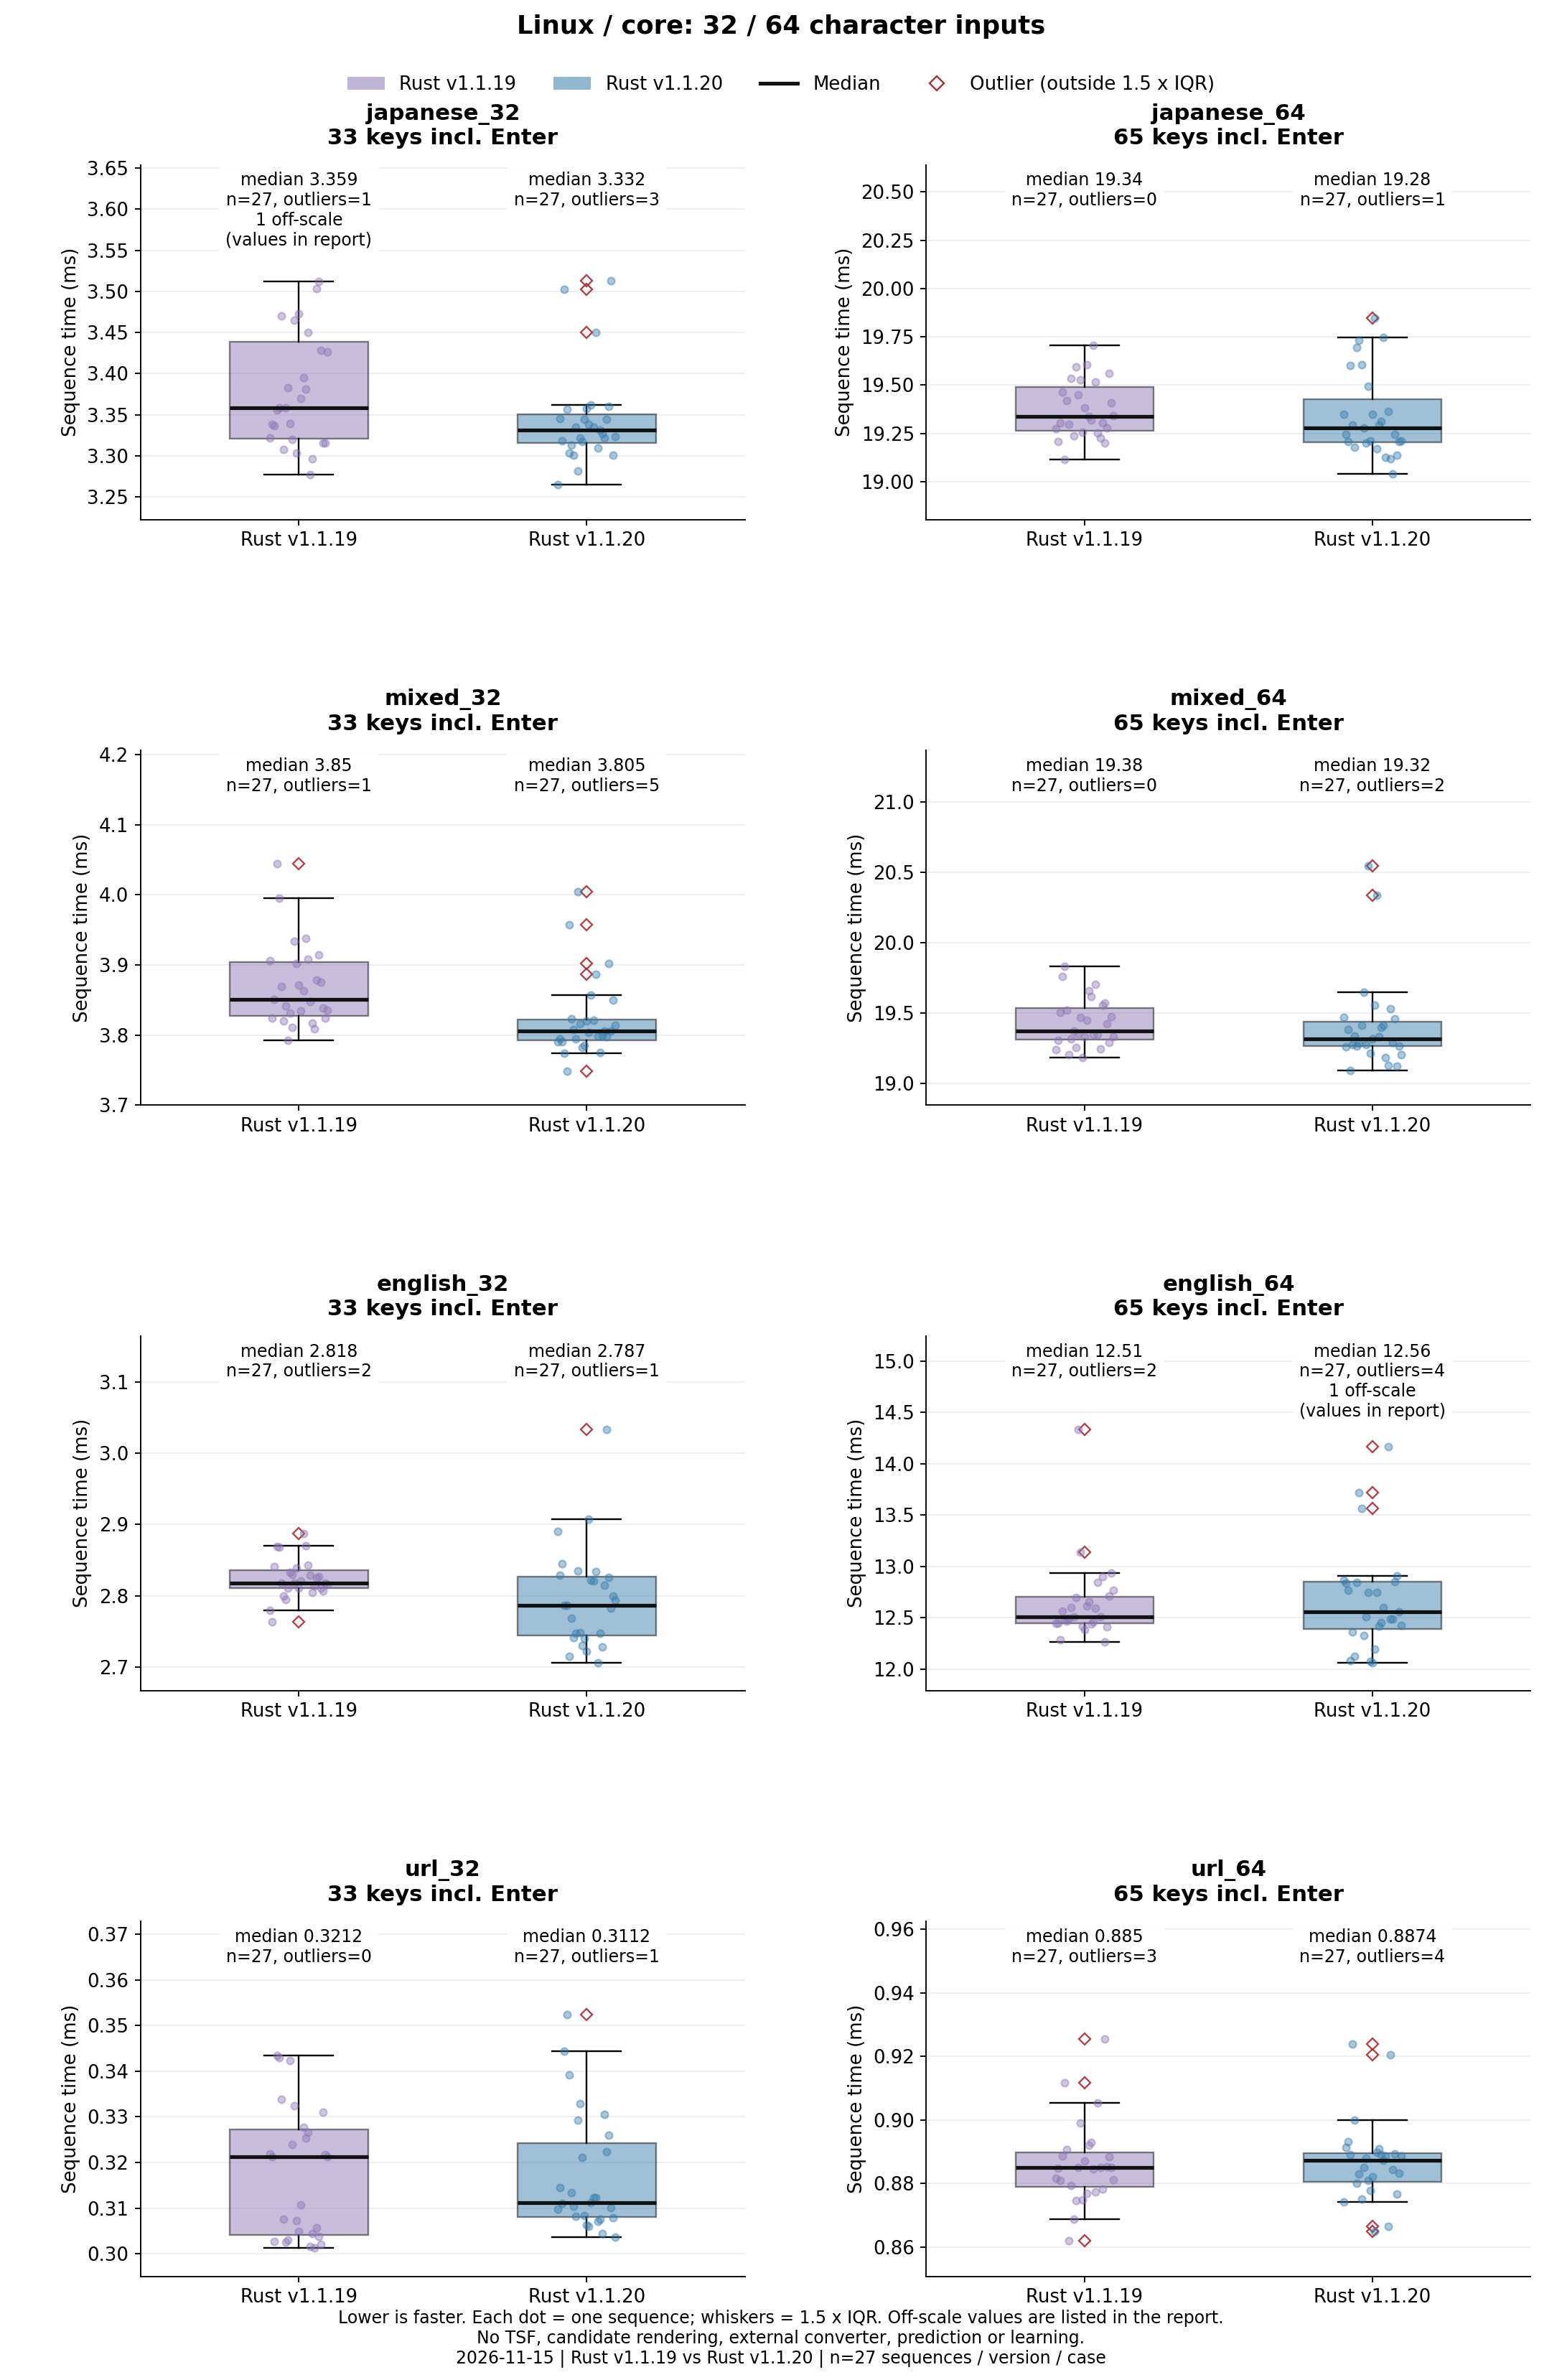 Linux / core: 32 / 64 character inputs
Rust v1.1.19 Rust v1.1.20 Median Outlier (outside 1.5 x IQR)
japanese_32
33 keys incl. Enter
median 3.359
n=27, outliers=1
1 off-scale
(values in report)
median 3.332
n=27, outliers=3
Sequence time (ms)
3.65
3.60
3.55
3.50
3.45
3.40
3.35
3.30
3.25
Rust v1.1.19 Rust v1.1.20
japanese_64
65 keys incl. Enter
median 19.34
n=27, outliers=0
median 19.28
n=27, outliers=1
Sequence time (ms)
20.50
20.25
20.00
19.75
19.50
19.25
19.00
Rust v1.1.19 Rust v1.1.20
mixed_32
33 keys incl. Enter
median 3.85
n=27, outliers=1
median 3.805
n=27, outliers=5
Sequence time (ms)
4.2
4.1
4.0
3.9
3.8
3.7
Rust v1.1.19 Rust v1.1.20
mixed_64
65 keys incl. Enter
median 19.38
n=27, outliers=0
median 19.32
n=27, outliers=2
Sequence time (ms)
21.0
20.5
20.0
19.5
19.0
Rust v1.1.19 Rust v1.1.20
english_32
33 keys incl. Enter
median 2.818
n=27, outliers=2
median 2.787
n=27, outliers=1
Sequence time (ms)
3.1
3.0
2.9
2.8
2.7
Rust v1.1.19 Rust v1.1.20
english_64
65 keys incl. Enter
median 12.51
n=27, outliers=2
median 12.56
n=27, outliers=4
1 off-scale
(values in report)
Sequence time (ms)
15.0
14.5
14.0
13.5
13.0
12.5
12.0
Rust v1.1.19 Rust v1.1.20
url_32
33 keys incl. Enter
median 0.3212
n=27, outliers=0
median 0.3112
n=27, outliers=1
Sequence time (ms)
0.37
0.36
0.35
0.34
0.33
0.32
0.31
0.30
Rust v1.1.19 Rust v1.1.20
url_64
65 keys incl. Enter
median 0.885
n=27, outliers=3
median 0.8874
n=27, outliers=4
Sequence time (ms)
0.96
0.94
0.92
0.90
0.88
0.86
Rust v1.1.19 Rust v1.1.20
Lower is faster. Each dot = one sequence; whiskers = 1.5 x IQR. Off-scale values are listed in the report.
No TSF, candidate rendering, external converter, prediction or learning.
2026-11-15 | Rust v1.1.19 vs Rust v1.1.20 | n=27 sequences / version / case